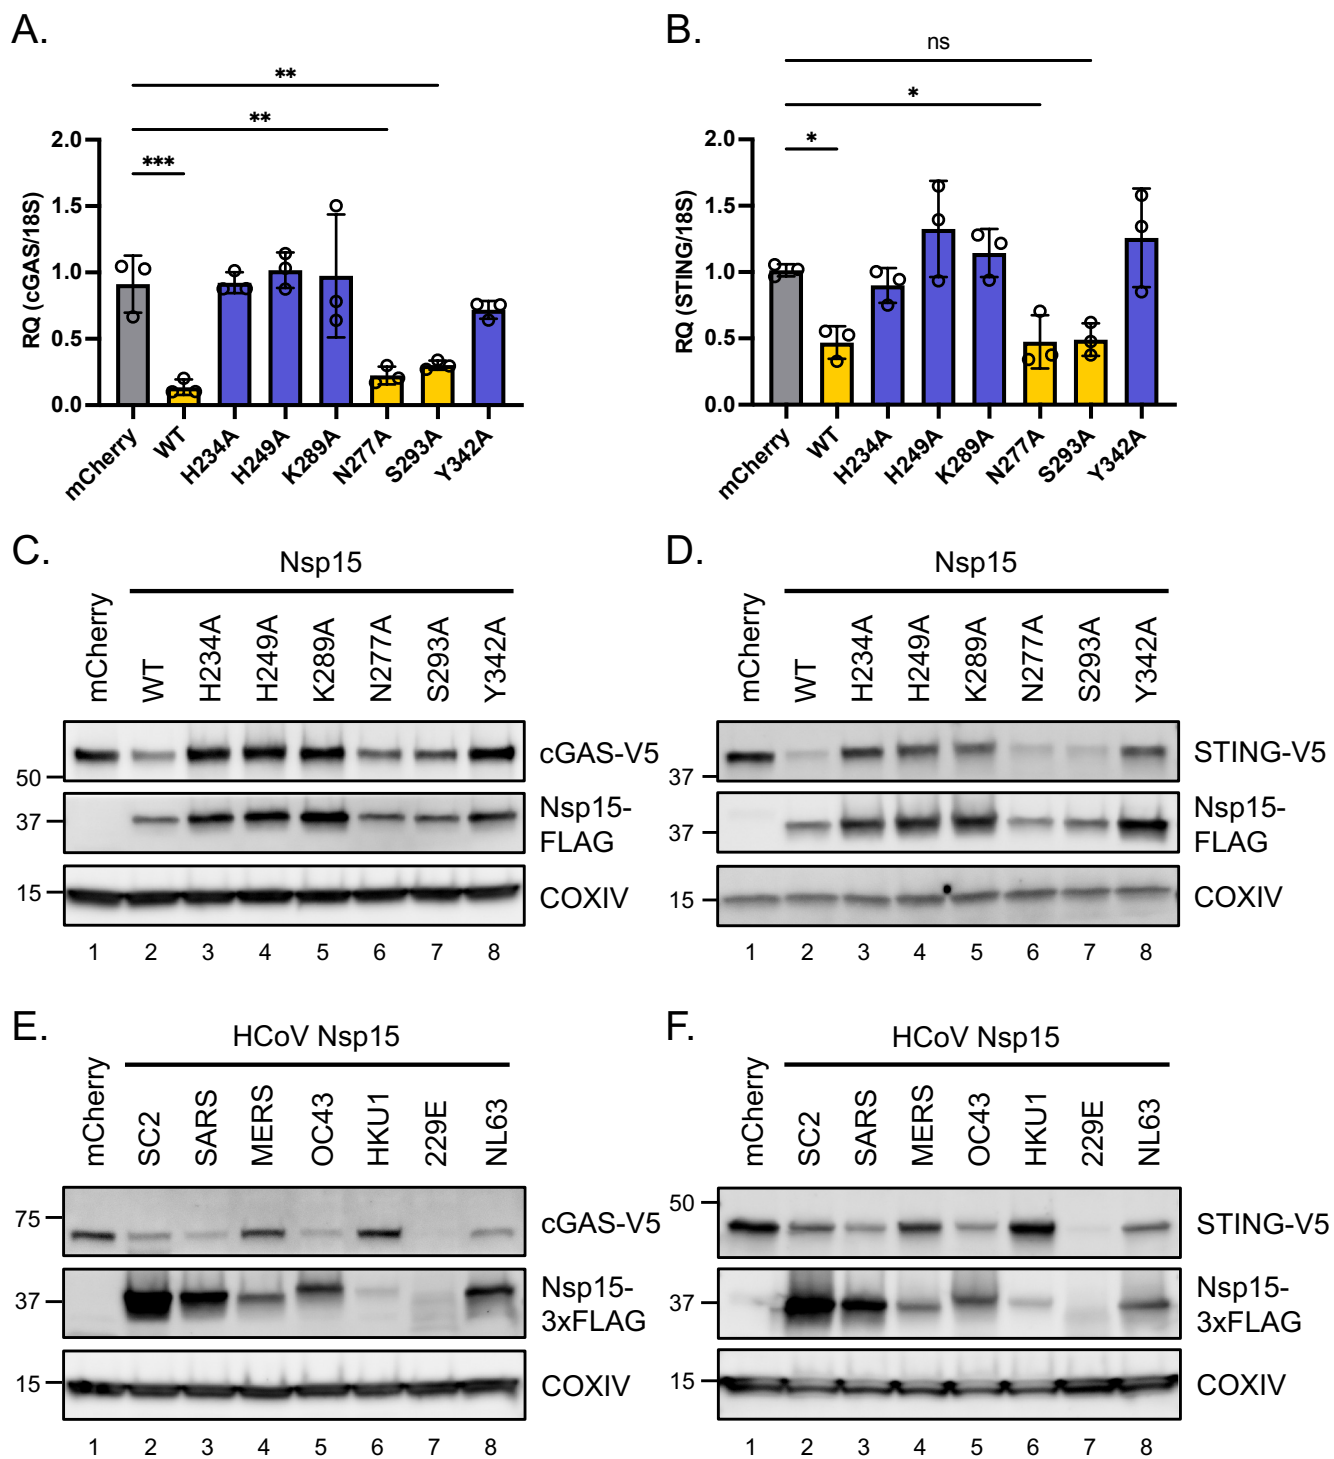 A.
**
**
***
2.0
1.5
1.0
0.5
0.0
RQ (cGAS/18S)
mCherry
WT
H234A
H249A
K289A
N277A
S293A
Y342A
B.
ns
*
*
2.0
1.5
1.0
0.5
0.0
RQ (STING/18S)
mCherry
WT
H234A
H249A
K289A
N277A
S293A
Y342A
C.
Nsp15
mCherry
WT
H234A
H249A
K289A
N277A
S293A
Y342A
cGAS-V5
50
37
Nsp15-
FLAG
15
COXIV
1 2 3 4 5 6 7 8
D.
Nsp15
mCherry
WT
H234A
H249A
K289A
N277A
S293A
Y342A
STING-V5
37
37
Nsp15-
FLAG
15
COXIV
1 2 3 4 5 6 7 8
E.
HCoV Nsp15
mCherry
SC2
SARS
MERS
OC43
HKU1
229E
NL63
75
cGAS-V5
37
Nsp15-
3xFLAG
15
COXIV
1 2 3 4 5 6 7 8
F.
HCoV Nsp15
mCherry
SC2
SARS
MERS
OC43
HKU1
229E
NL63
50
STING-V5
37
Nsp15-
3xFLAG
15
COXIV
1 2 3 4 5 6 7 8